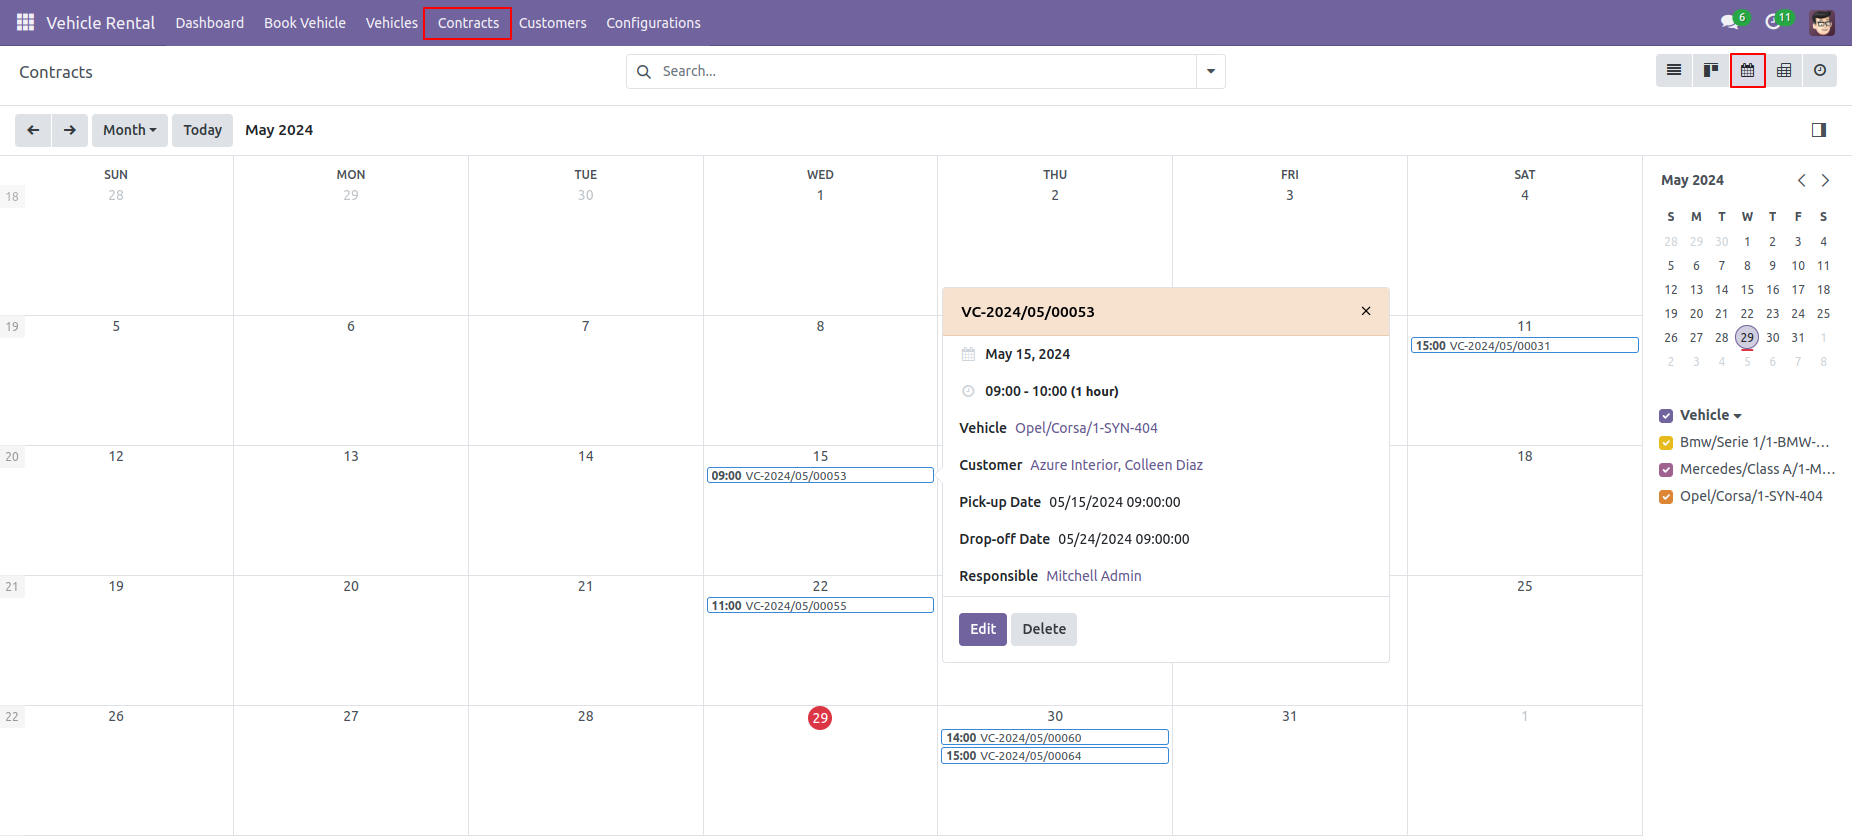 Vehicle Rental Dashboard Book Vehicle Vehicles Contracts Customers Configurations 6 11
Contracts Search...
Month Today May 2024
SUN MON TUE WED THU FRI SAT
18 28 29 30 1 2 3 4
19 5 6 7 8 11
15:00 VC-2024/05/00031
20 12 13 14 15 18
09:00 VC-2024/05/00053
21 19 20 21 22 25
11:00 VC-2024/05/00055
22 26 27 28 29 30 31 1
14:00 VC-2024/05/00060
15:00 VC-2024/05/00064
VC-2024/05/00053
May 15, 2024
09:00 - 10:00 (1 hour)
Vehicle Opel/Corsa/1-SYN-404
Customer Azure Interior, Colleen Diaz
Pick-up Date 05/15/2024 09:00:00
Drop-off Date 05/24/2024 09:00:00
Responsible Mitchell Admin
Edit Delete
May 2024
S M T W T F S
28 29 30 1 2 3 4
5 6 7 8 9 10 11
12 13 14 15 16 17 18
19 20 21 22 23 24 25
26 27 28 29 30 31 1
2 3 4 5 6 7 8
Vehicle
Bmw/Serie 1/1-BMW-...
Mercedes/Class A/1-M...
Opel/Corsa/1-SYN-404